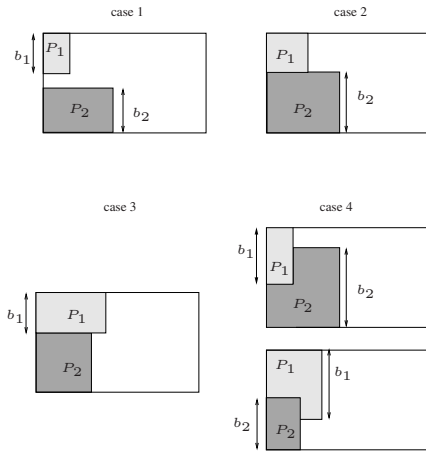 case 1
b₁
P₁
P₂
b₂
case 2
P₁
P₂
b₂
case 3
b₁
P₁
P₂
case 4
b₁
P₁
P₂
b₂
P₁
b₁
b₂
P₂